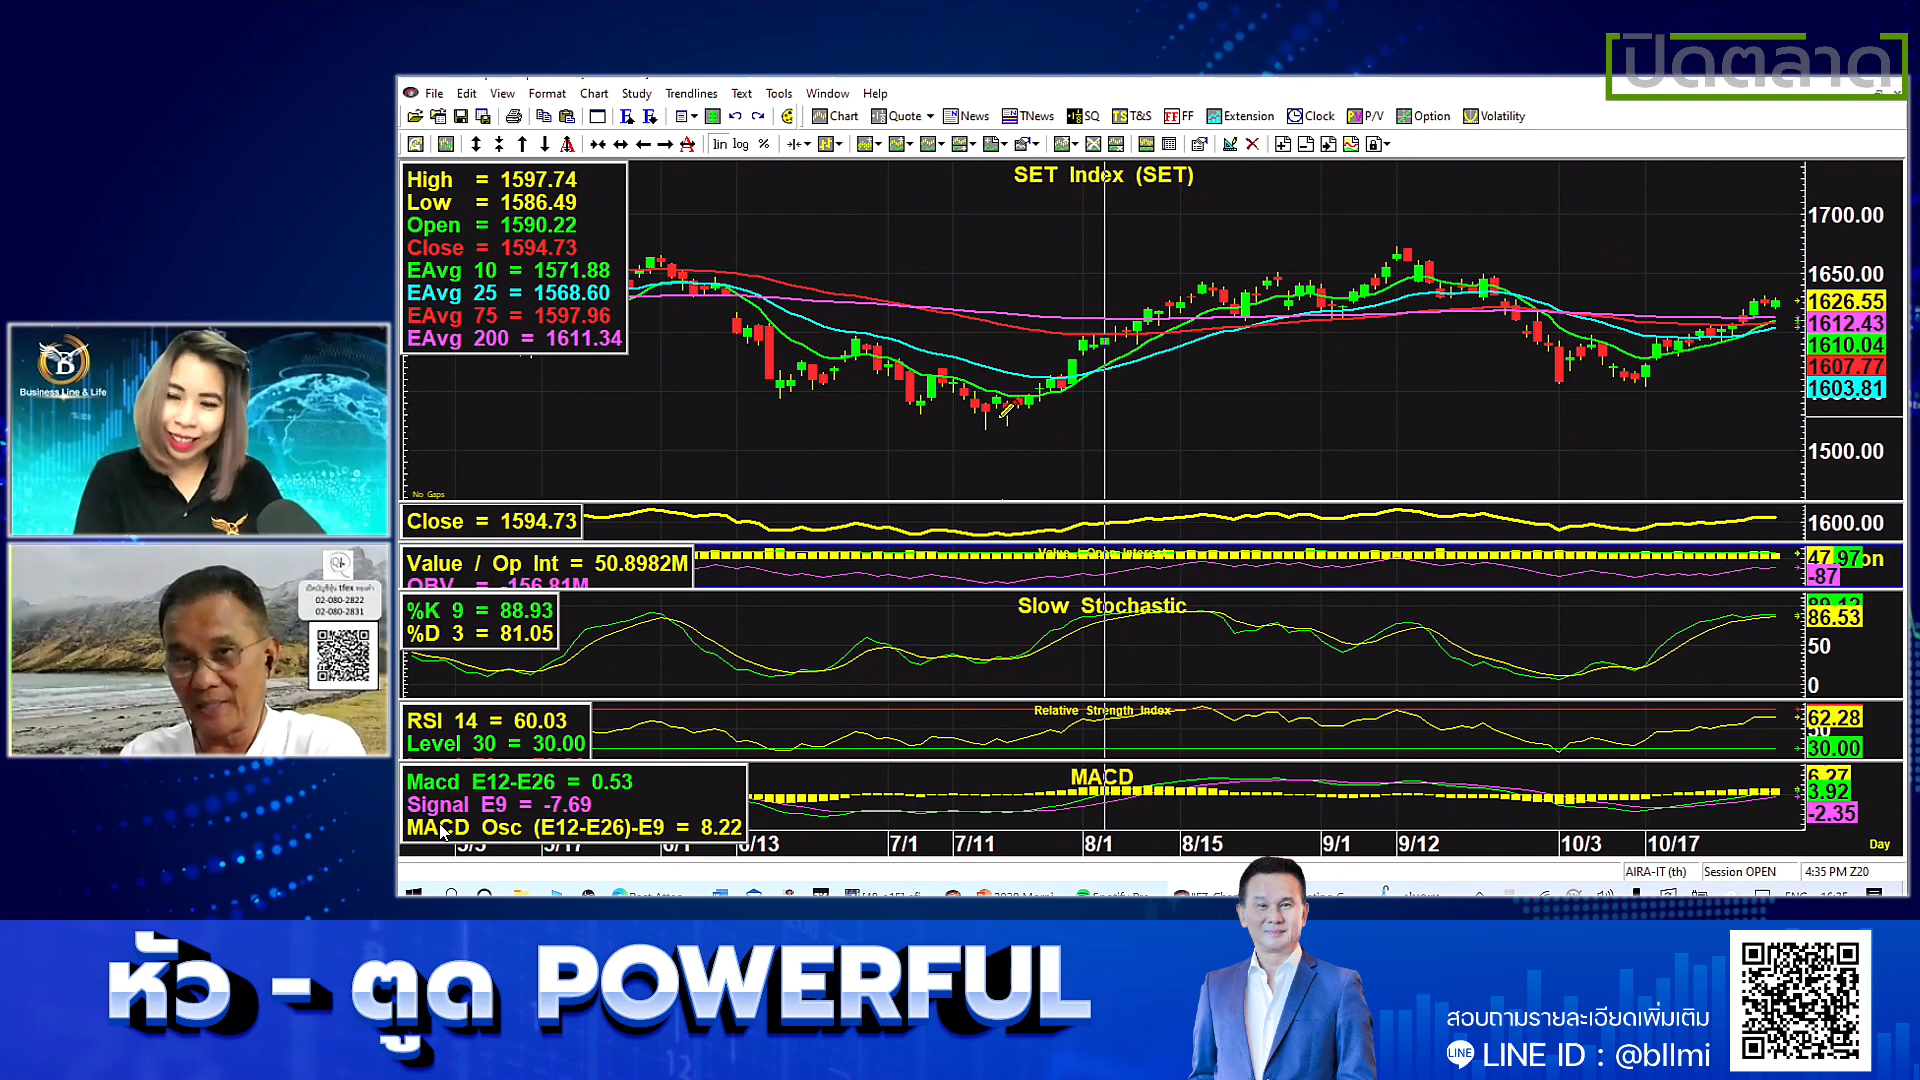 ปิดตลาด
File Edit View Format Chart Study Trendlines Text Tools Window Help
Chart Quote News TNews SQ T&S FF Extension Clock P/V Option Volatility
lin log %
SET Index (SET)
High = 1597.74
Low = 1586.49
Open = 1590.22
Close = 1594.73
EAvg 10 = 1571.88
EAvg 25 = 1568.60
EAvg 75 = 1597.96
EAvg 200 = 1611.34
1700.00
1650.00
1626.55
1612.43
1610.04
1607.77
1603.81
1500.00
No Gaps
Close = 1594.73
1600.00
Value / Op Int = 50.8982M
OBV = -156.81M
Value / Open Interest
47.97
-87
Slow Stochastic
%K 9 = 88.93
%D 3 = 81.05
86.53
50
0
Relative Strength Index
RSI 14 = 60.03
Level 30 = 30.00
62.28
30.00
MACD
Macd E12-E26 = 0.53
Signal E9 = -7.69
MACD Osc (E12-E26)-E9 = 8.22
6.27
3.92
-2.35
6/13 7/1 7/11 8/1 8/15 9/1 9/12 10/3 10/17 Day
AIRA-IT (th) Session OPEN 4:35 PM Z20
Business Line & Life
02-080-2822
02-080-2831
หัว - ตูด POWERFUL
สอบถามรายละเอียดเพิ่มเติม
LINE LINE ID : @bllmi